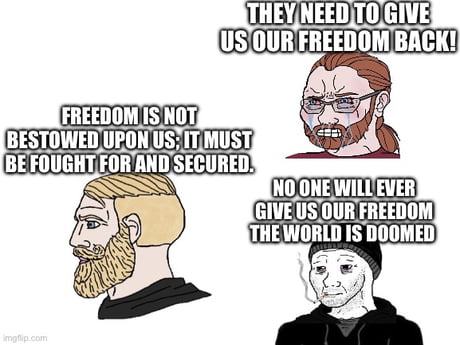 THEY NEED TO GIVE
US OUR FREEDOM BACK!
FREEDOM IS NOT
BESTOWED UPON US; IT MUST
BE FOUGHT FOR AND SECURED.
NO ONE WILL EVER
GIVE US OUR FREEDOM
THE WORLD IS DOOMED
imgflip.com